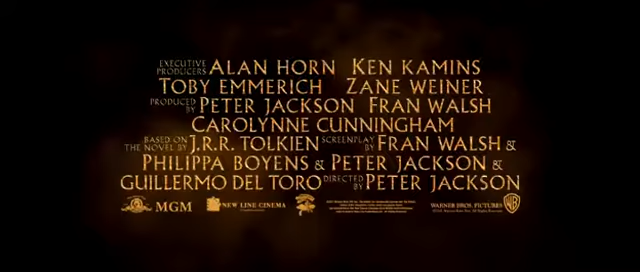 EXECUTIVE PRODUCERS ALAN HORN KEN KAMINS
TOBY EMMERICH ZANE WEINER
PRODUCED BY PETER JACKSON FRAN WALSH
CAROLYNNE CUNNINGHAM
BASED ON THE NOVEL BY J.R.R. TOLKIEN SCREENPLAY BY FRAN WALSH &
PHILIPPA BOYENS & PETER JACKSON &
GUILLERMO DEL TORO DIRECTED BY PETER JACKSON
MGM NEW LINE CINEMA WARNER BROS. PICTURES